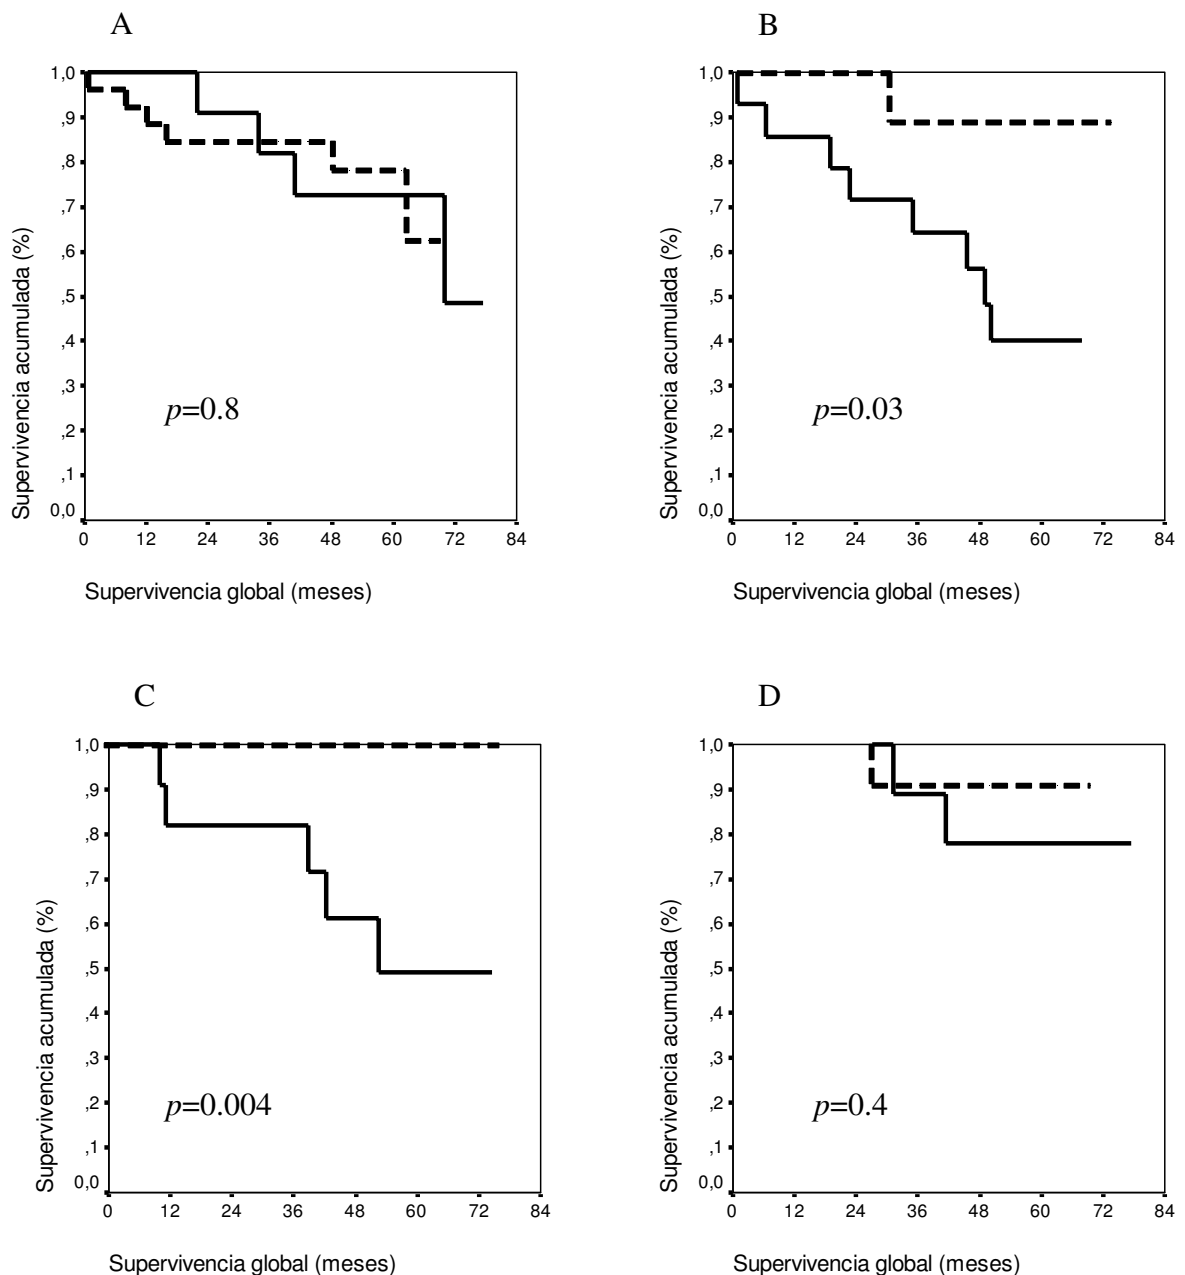 A
Supervivencia acumulada (%)
1,0
,9
,8
,7
,6
,5
,4
,3
,2
,1
0,0
p=0.8
0 12 24 36 48 60 72 84
Supervivencia global (meses)
B
Supervivencia acumulada (%)
1,0
,9
,8
,7
,6
,5
,4
,3
,2
,1
0,0
p=0.03
0 12 24 36 48 60 72 84
Supervivencia global (meses)
C
Supervivencia acumulada (%)
1,0
,9
,8
,7
,6
,5
,4
,3
,2
,1
0,0
p=0.004
0 12 24 36 48 60 72 84
Supervivencia global (meses)
D
Supervivencia acumulada (%)
1,0
,9
,8
,7
,6
,5
,4
,3
,2
,1
0,0
p=0.4
0 12 24 36 48 60 72 84
Supervivencia global (meses)